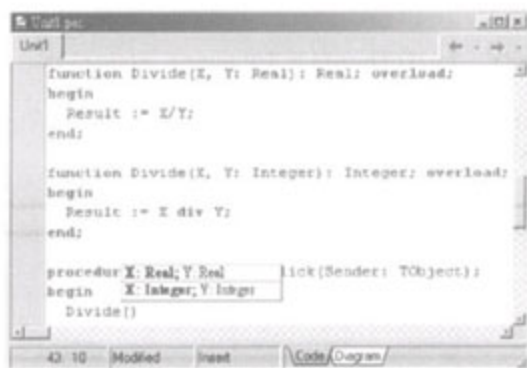 Unit1.pas
Unit1
function Divide(X, Y: Real): Real; overload;
begin
Result := X/Y;
end;
function Divide(X, Y: Integer): Integer; overload;
begin
Result := X div Y;
end;
procedur lick(Sender: TObject);
X: Real; Y: Real
begin
X: Integer; Y: Integer
Divide()
43: 10 Modified Insert Code Diagram